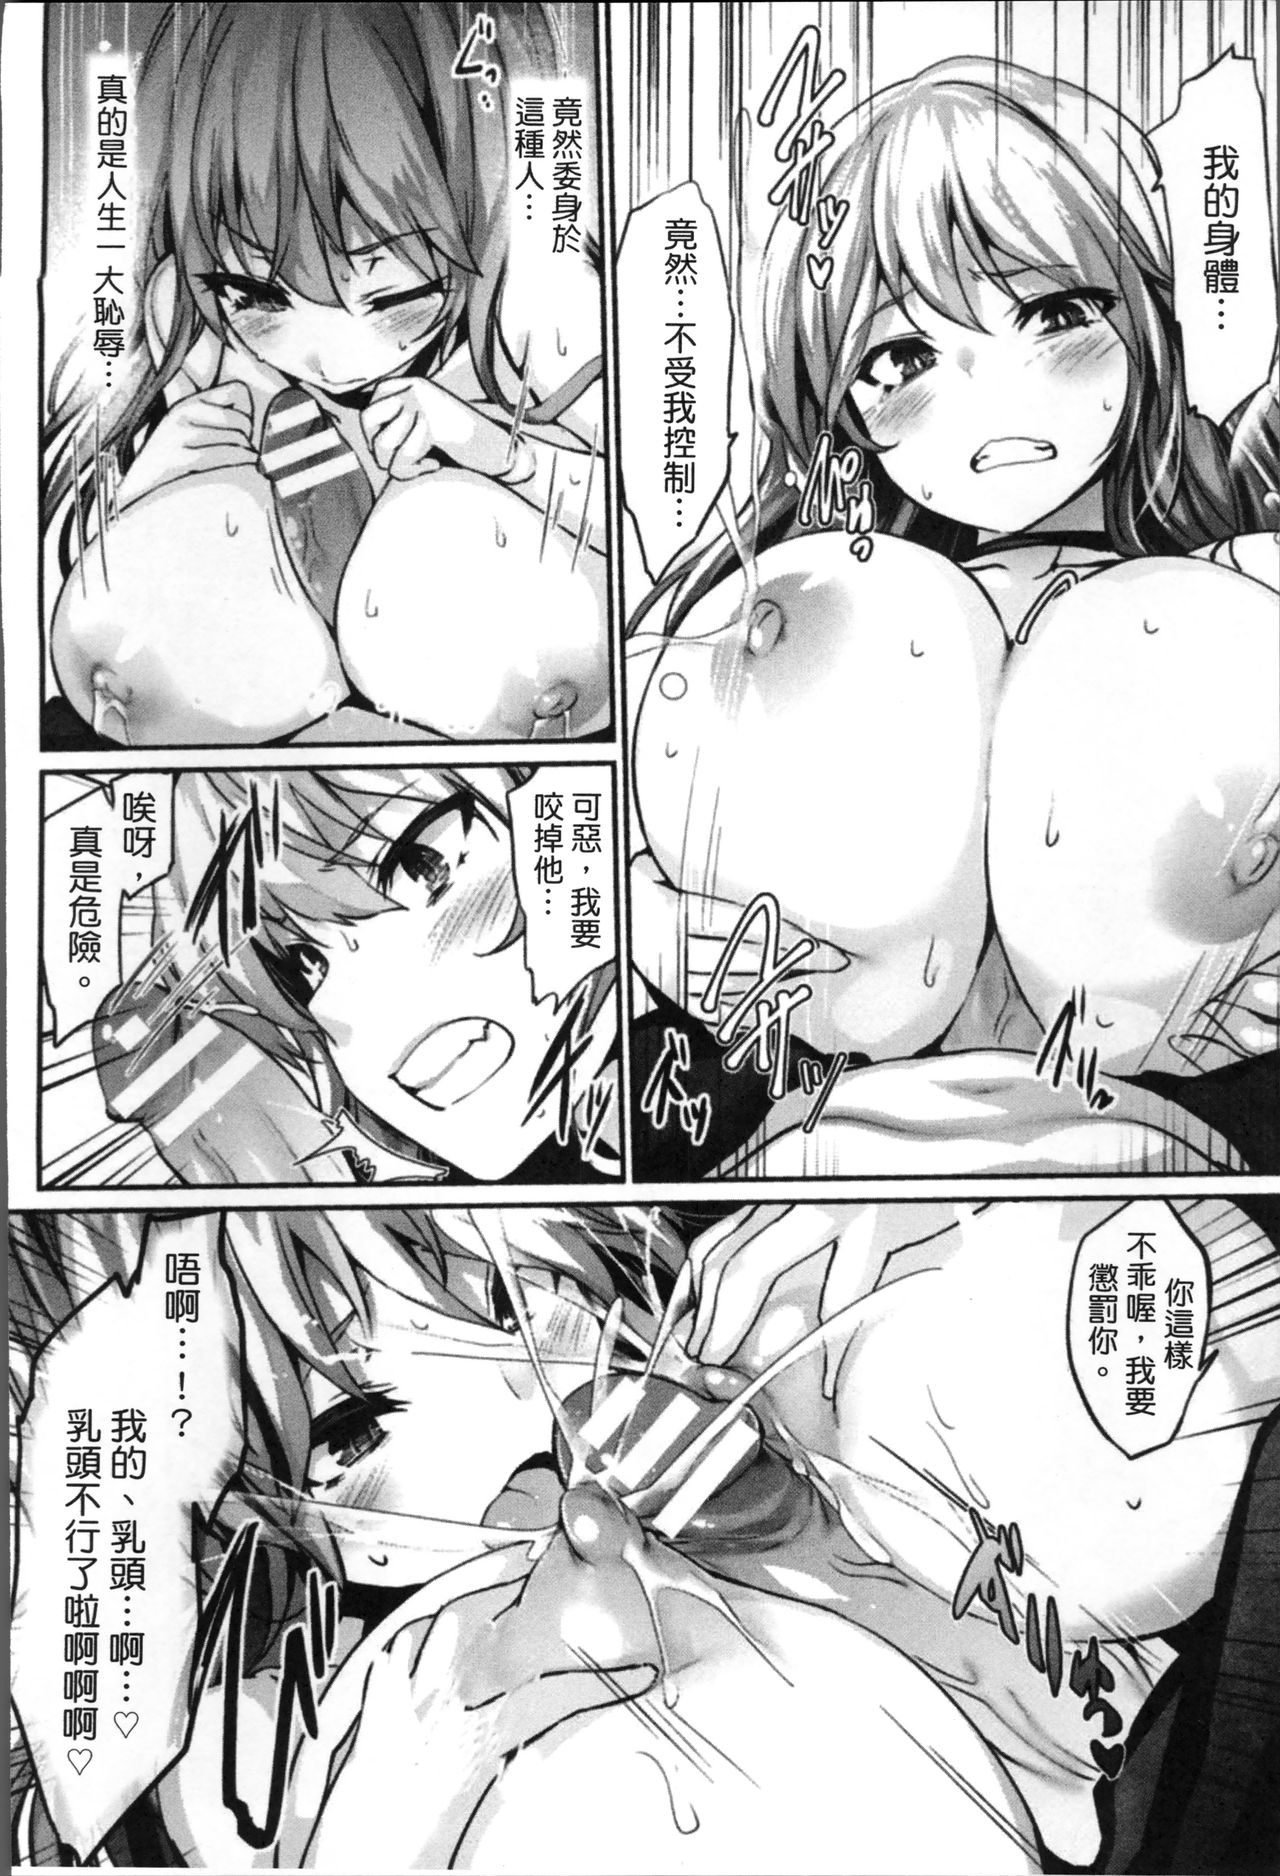 我的身體…
竟然…不受我控制…
竟然委身於
這種人…
真的是人生一大恥辱…
可惡，我要
咬掉他…
唉呀，
真是危險。
你這樣
不乖喔，我要
懲罰你。
唔啊…！？
我的、乳頭…啊…♡
乳頭不行了啦啊啊啊♡